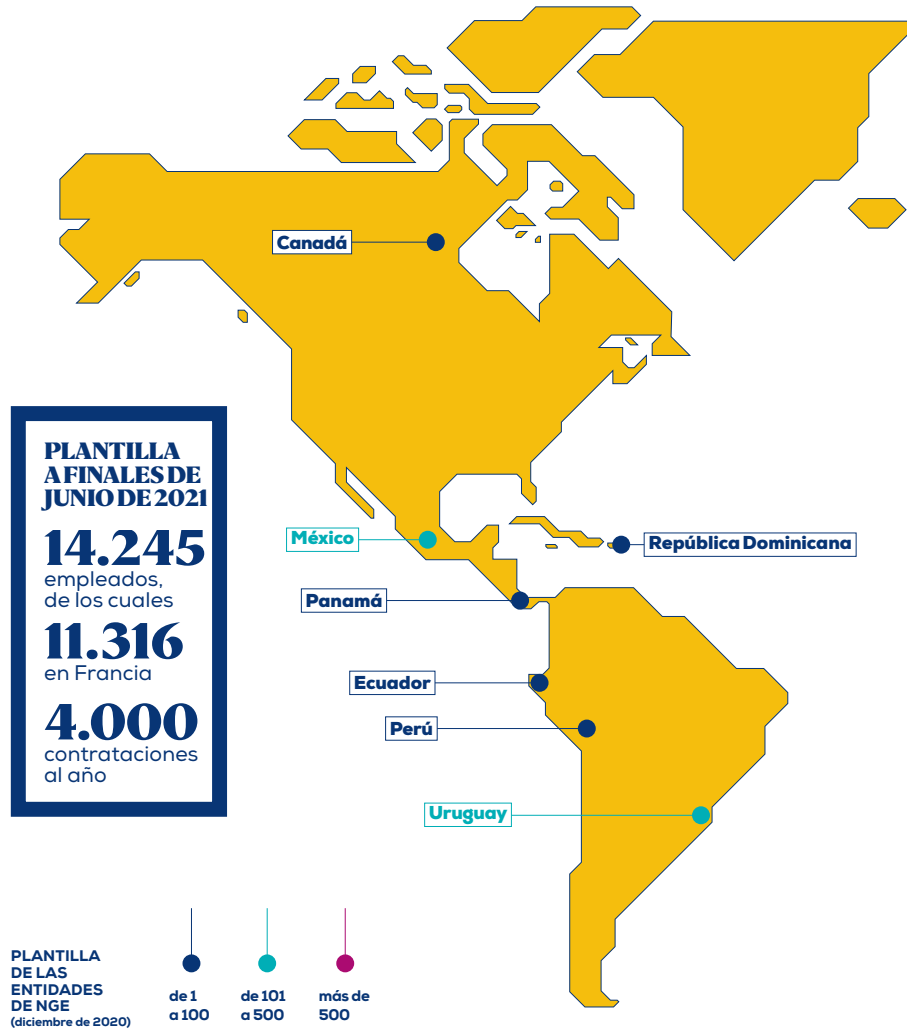 Canadá
PLANTILLA
A FINALES DE
JUNIO DE 2021
14.245
empleados,
de los cuales
11.316
en Francia
4.000
contrataciones
al año
México
República Dominicana
Panamá
Ecuador
Perú
Uruguay
PLANTILLA
DE LAS
ENTIDADES
DE NGE
(diciembre de 2020)
de 1
a 100
de 101
a 500
más de
500